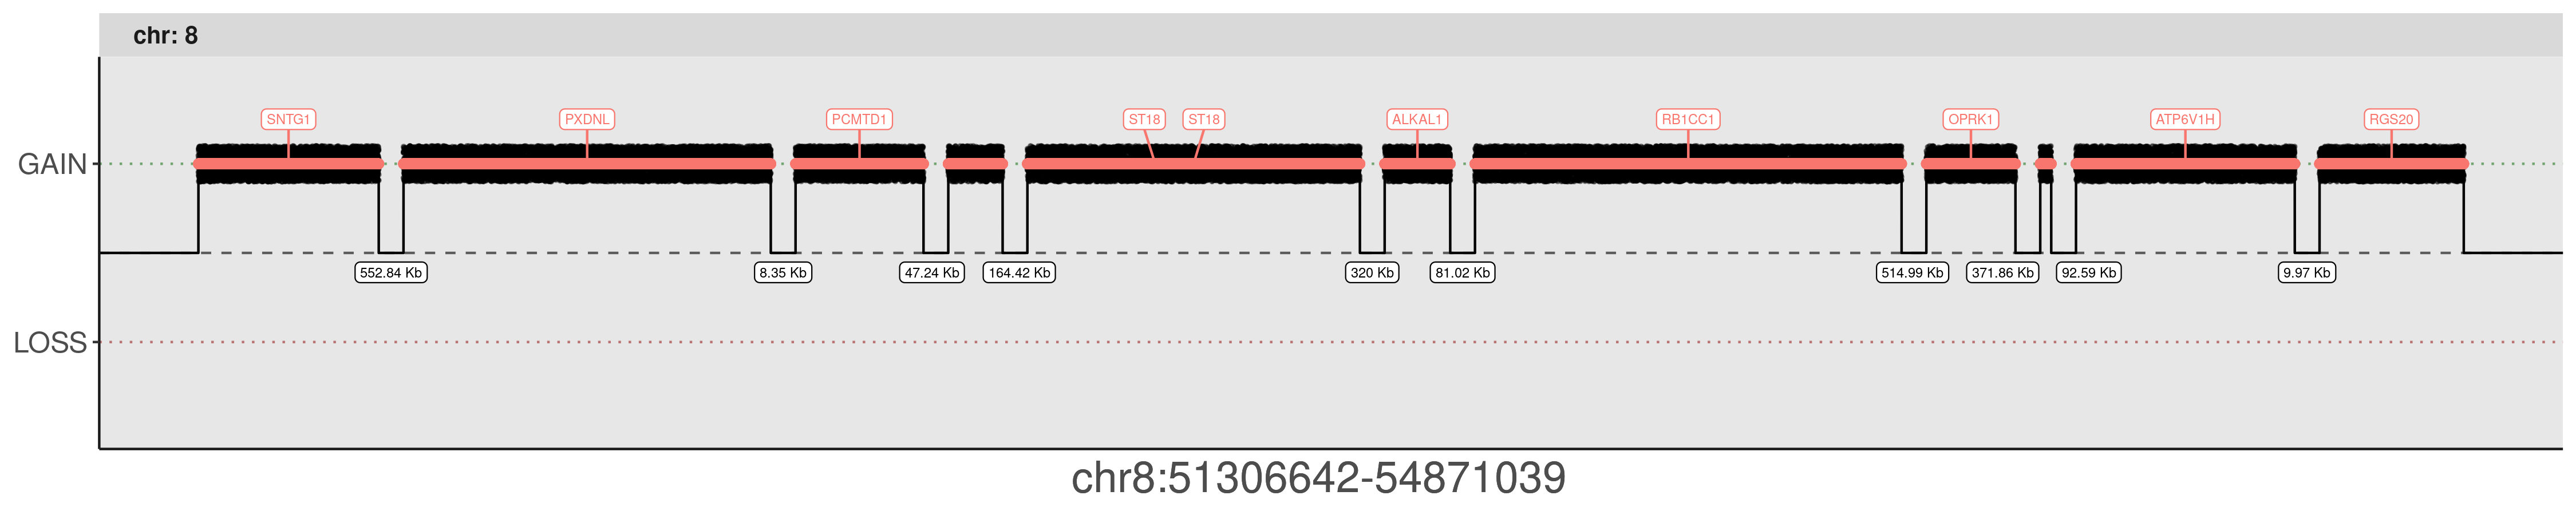 chr: 8
SNTG1 PXDNL PCMTD1 ST18 ST18 ALKAL1 RB1CC1 OPRK1 ATP6V1H RGS20
GAIN
552.84 Kb 8.35 Kb 47.24 Kb 164.42 Kb 320 Kb 81.02 Kb 514.99 Kb 371.86 Kb 92.59 Kb 9.97 Kb
LOSS
chr8:51306642-54871039